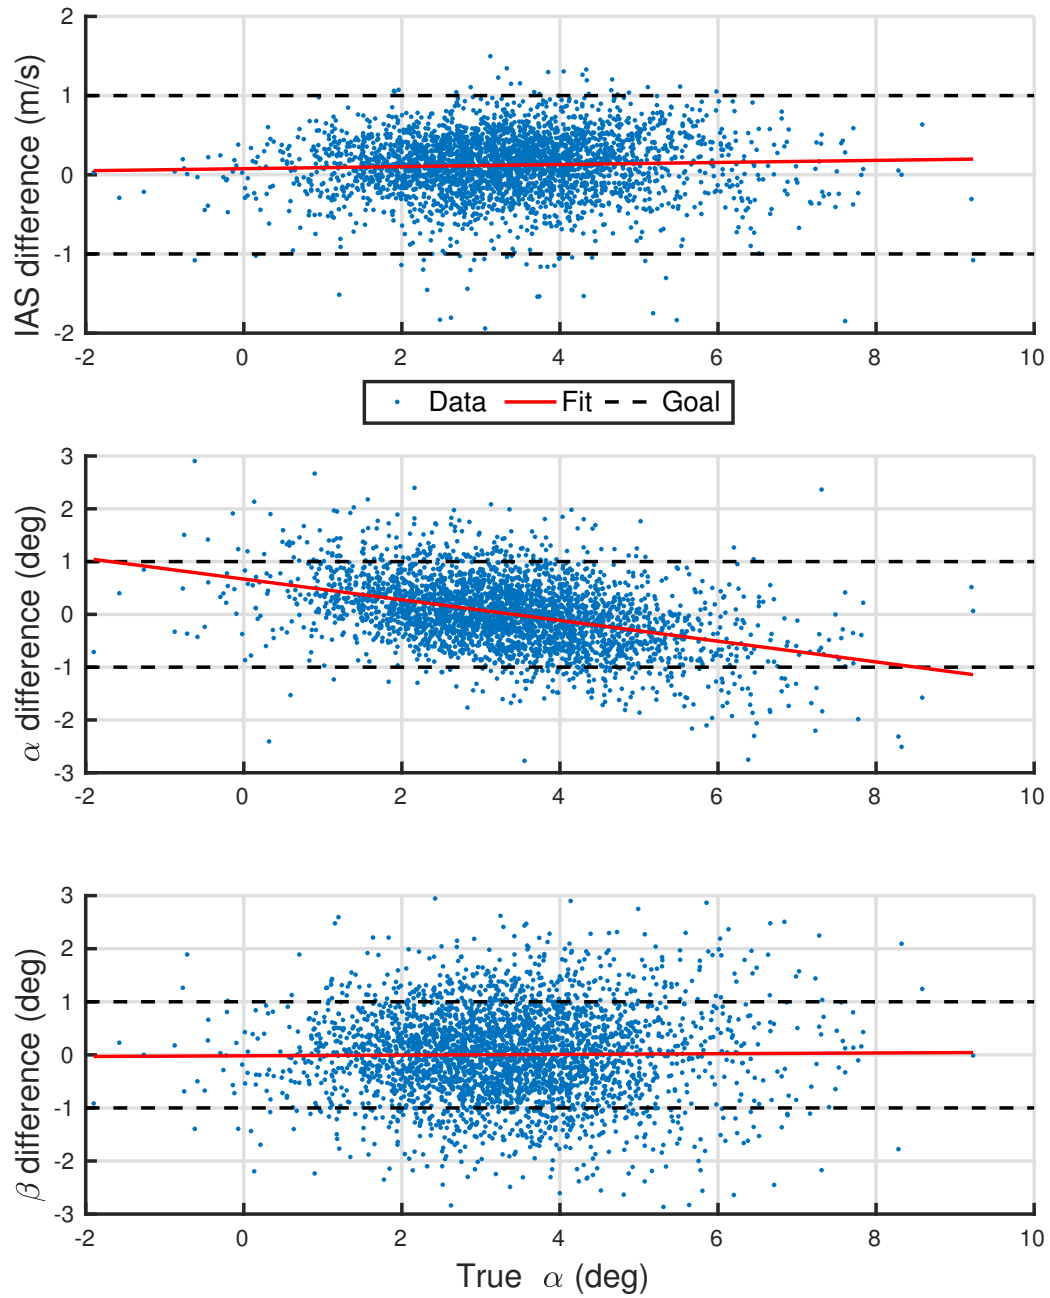 IAS difference (m/s)
2
1
0
-1
-2
-2 0 2 4 6 8 10
Data Fit Goal
α difference (deg)
3
2
1
0
-1
-2
-3
-2 0 2 4 6 8 10
β difference (deg)
3
2
1
0
-1
-2
-3
-2 0 2 4 6 8 10
True α (deg)